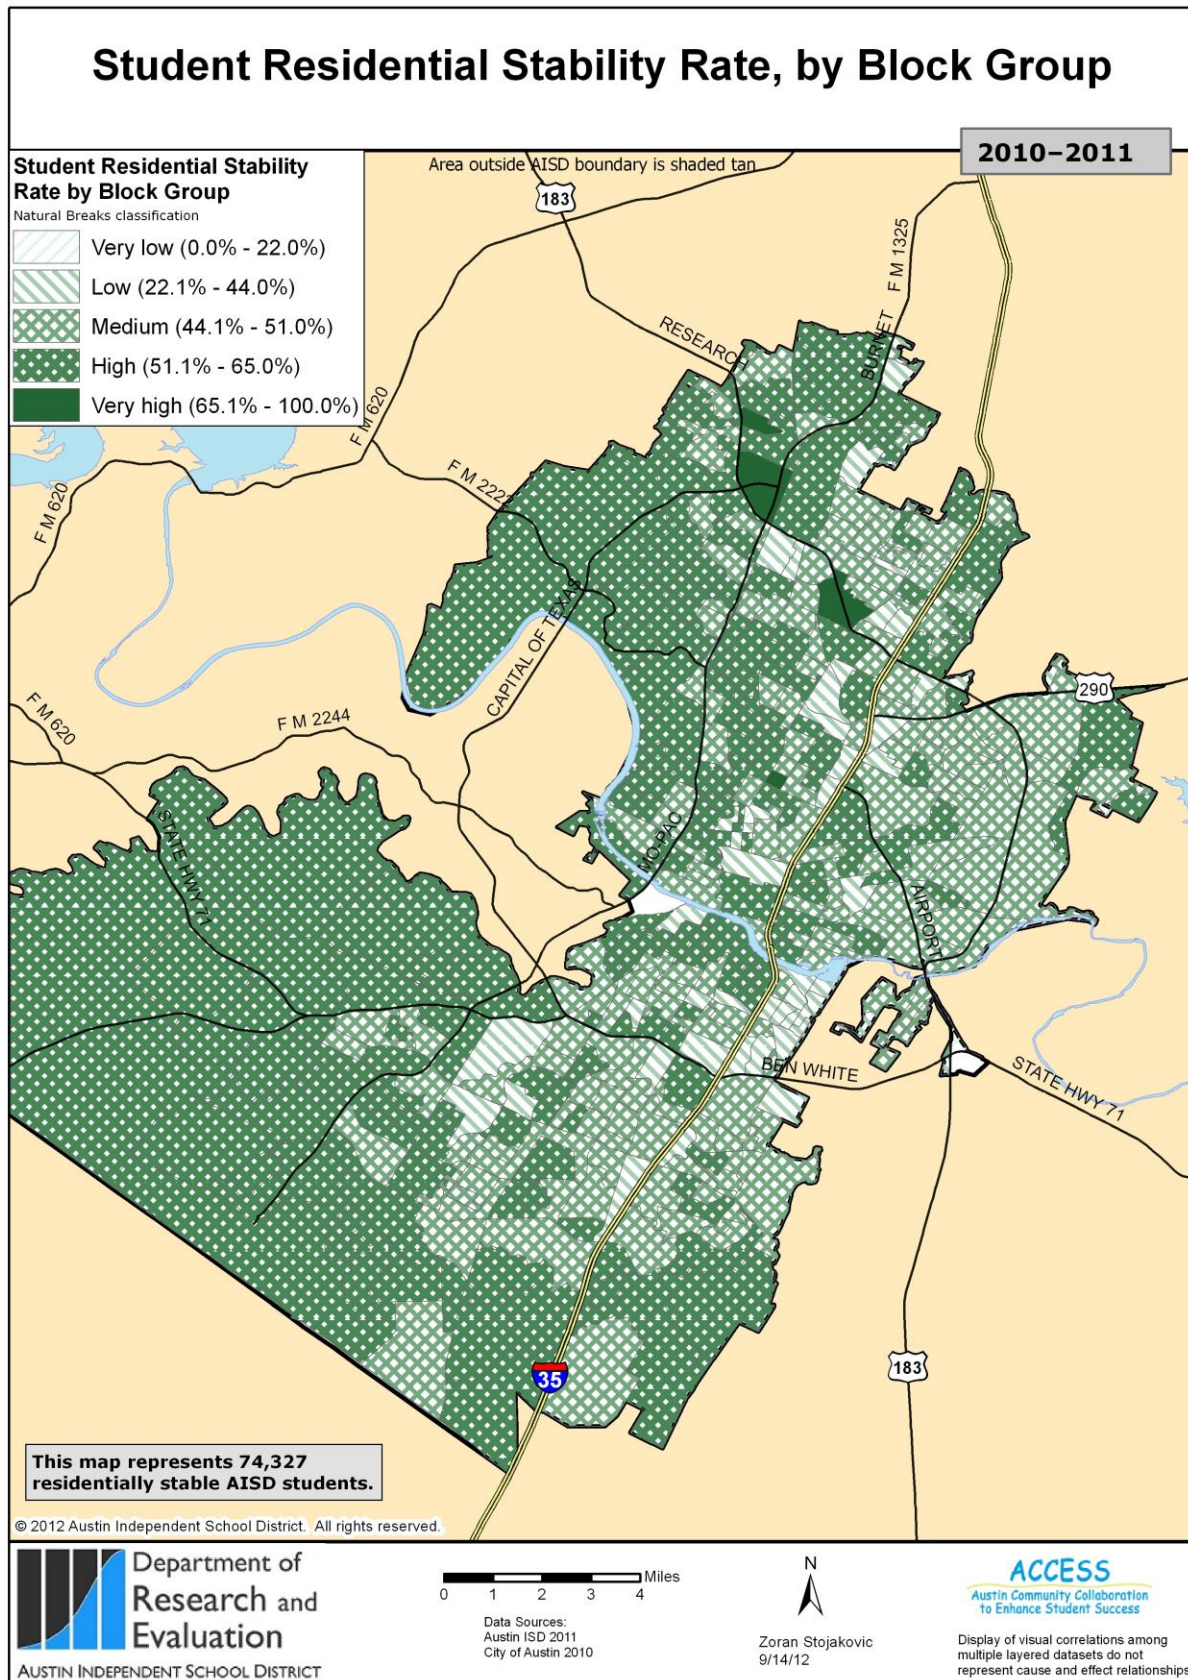 Student Residential Stability Rate, by Block Group
2010–2011
Student Residential Stability
Rate by Block Group
Natural Breaks classification
Very low (0.0% - 22.0%)
Low (22.1% - 44.0%)
Medium (44.1% - 51.0%)
High (51.1% - 65.0%)
Very high (65.1% - 100.0%)
Area outside AISD boundary is shaded tan
183
F M 1325
BURNET
RESEARCH
F M 620
F M 620
F M 2222
CAPITAL OF TEXAS
290
F M 620
F M 2244
STATE HWY 71
MO-PAC
AIRPORT
BEN WHITE
STATE HWY 71
35
183
This map represents 74,327
residentially stable AISD students.
© 2012 Austin Independent School District. All rights reserved.
Department of
Research and
Evaluation
AUSTIN INDEPENDENT SCHOOL DISTRICT
0 1 2 3 4 Miles
Data Sources:
Austin ISD 2011
City of Austin 2010
N
Zoran Stojakovic
9/14/12
ACCESS
Austin Community Collaboration
to Enhance Student Success
Display of visual correlations among
multiple layered datasets do not
represent cause and effect relationship